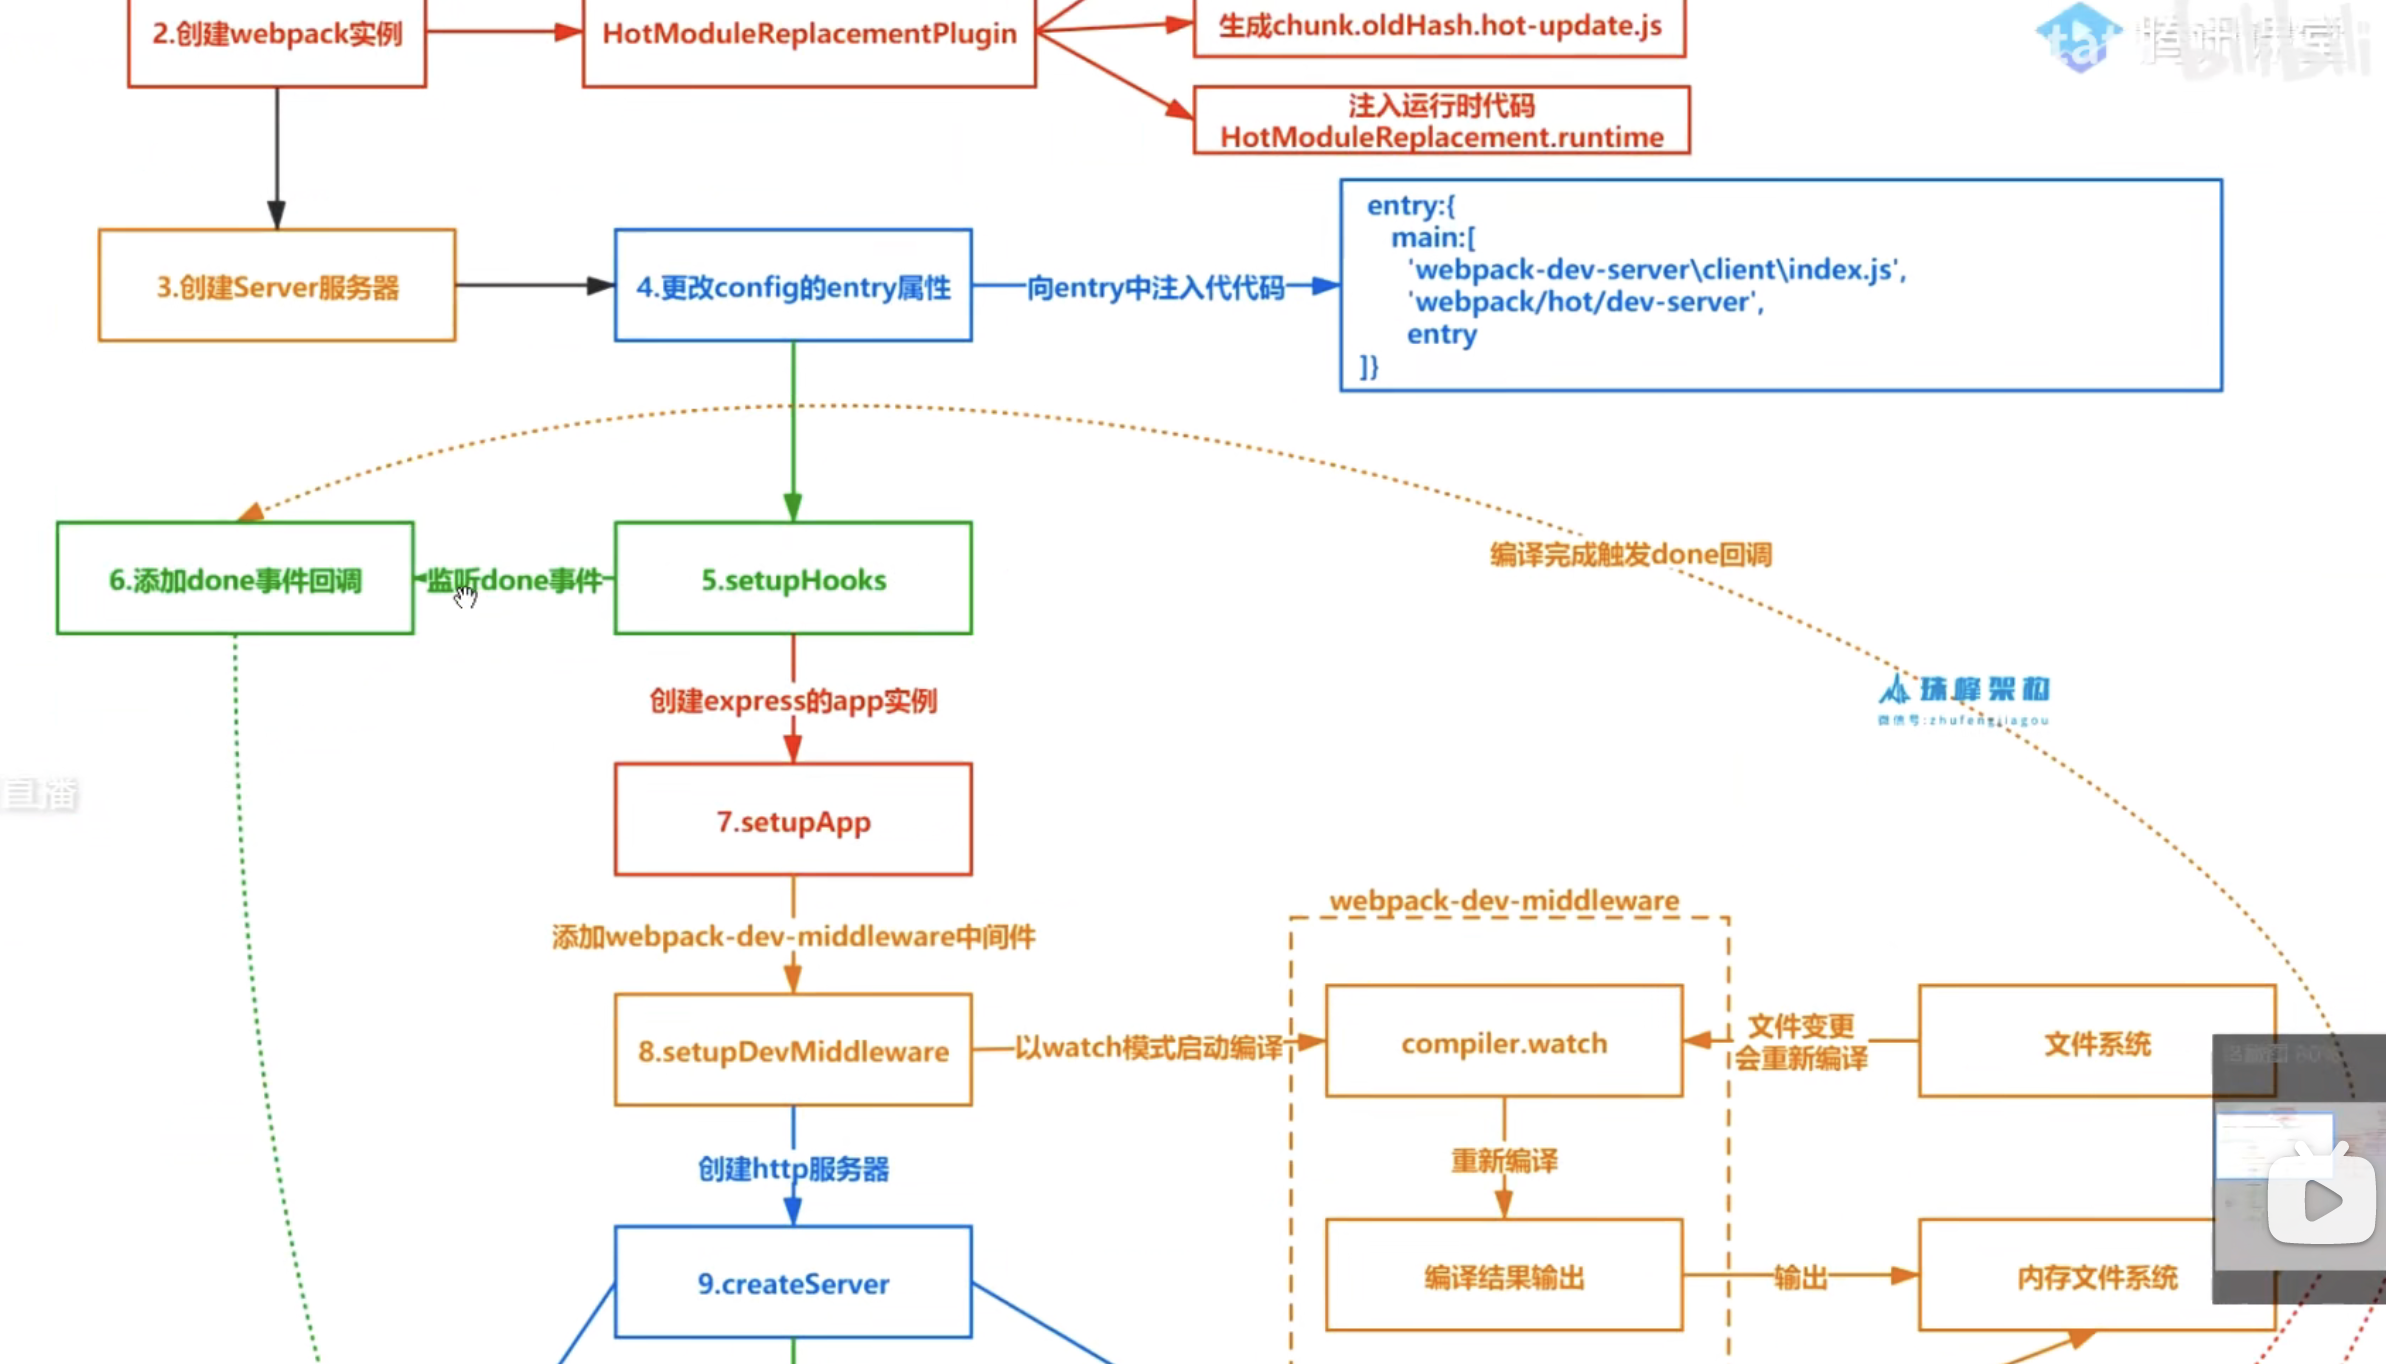 2.创建webpack实例
HotModuleReplacementPlugin
生成chunk.oldHash.hot-update.js
注入运行时代码
HotModuleReplacement.runtime
腾讯课堂
bilibili
3.创建Server服务器
4.更改config的entry属性
向entry中注入代代码
entry:{
main:[
'webpack-dev-server\client\index.js',
'webpack/hot/dev-server',
entry
]}
6.添加done事件回调
监听done事件
5.setupHooks
编译完成触发done回调
创建express的app实例
珠峰架构
微信号:zhufengjiagou
直播
7.setupApp
添加webpack-dev-middleware中间件
webpack-dev-middleware
8.setupDevMiddleware
以watch模式启动编译
compiler.watch
文件变更
会重新编译
文件系统
创建http服务器
重新编译
9.createServer
编译结果输出
输出
内存文件系统